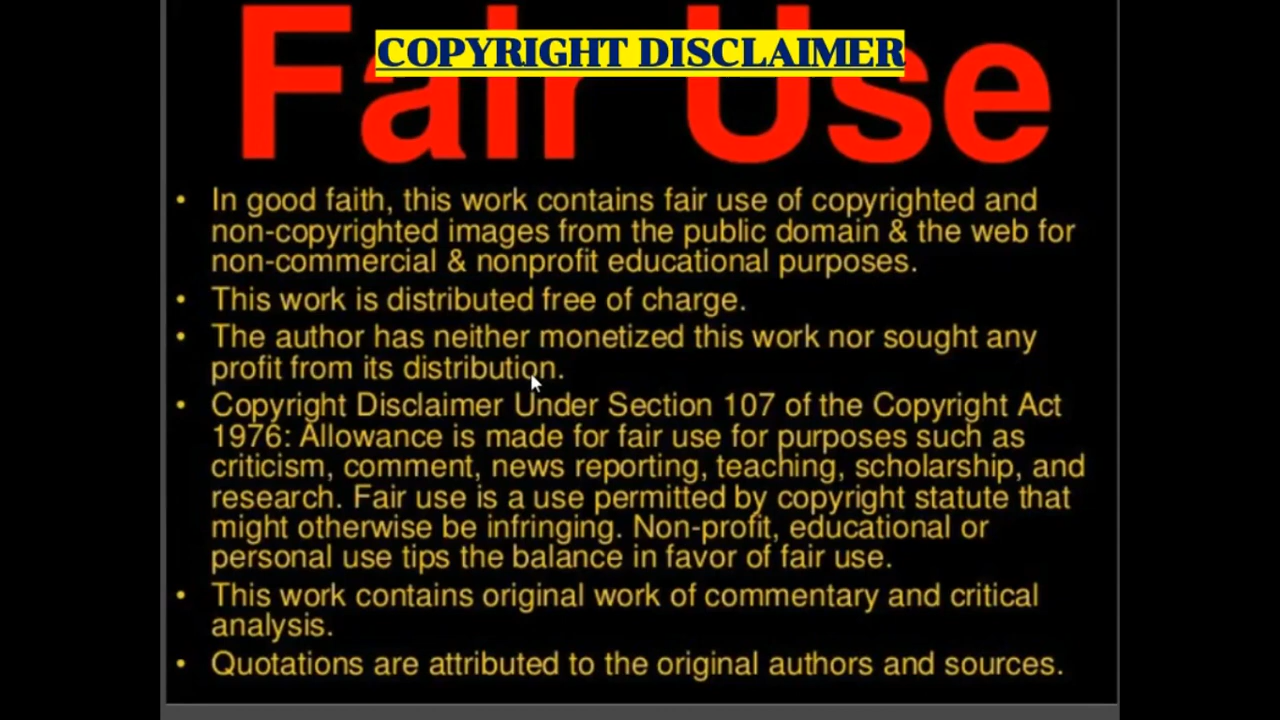 COPYRIGHT DISCLAIMER
Fair Use
• In good faith, this work contains fair use of copyrighted and
non-copyrighted images from the public domain & the web for
non-commercial & nonprofit educational purposes.
• This work is distributed free of charge.
• The author has neither monetized this work nor sought any
profit from its distribution.
• Copyright Disclaimer Under Section 107 of the Copyright Act
1976: Allowance is made for fair use for purposes such as
criticism, comment, news reporting, teaching, scholarship, and
research. Fair use is a use permitted by copyright statute that
might otherwise be infringing. Non-profit, educational or
personal use tips the balance in favor of fair use.
• This work contains original work of commentary and critical
analysis.
• Quotations are attributed to the original authors and sources.